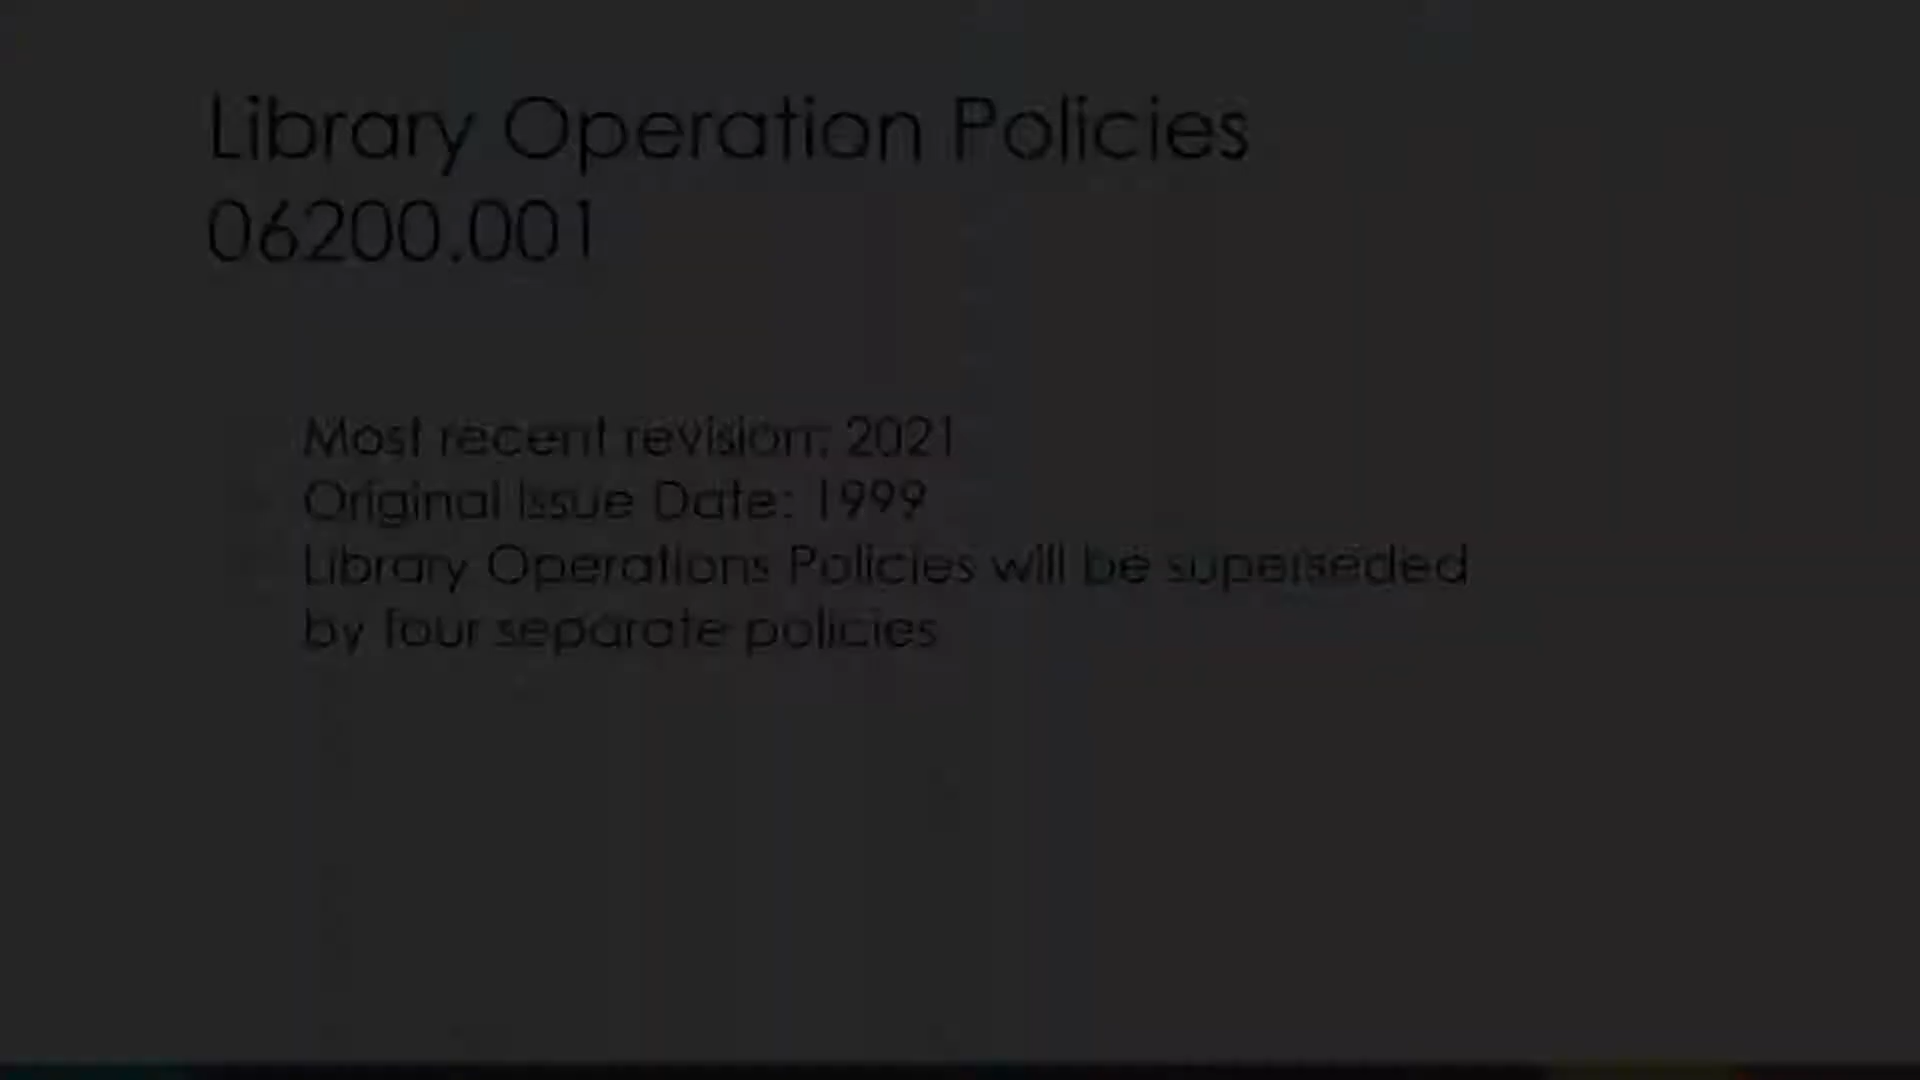 Library Operation Policies
06200.001
Most recent revision: 2021
Original Issue Date: 1999
Library Operations Policies will be superseded
by four separate policies